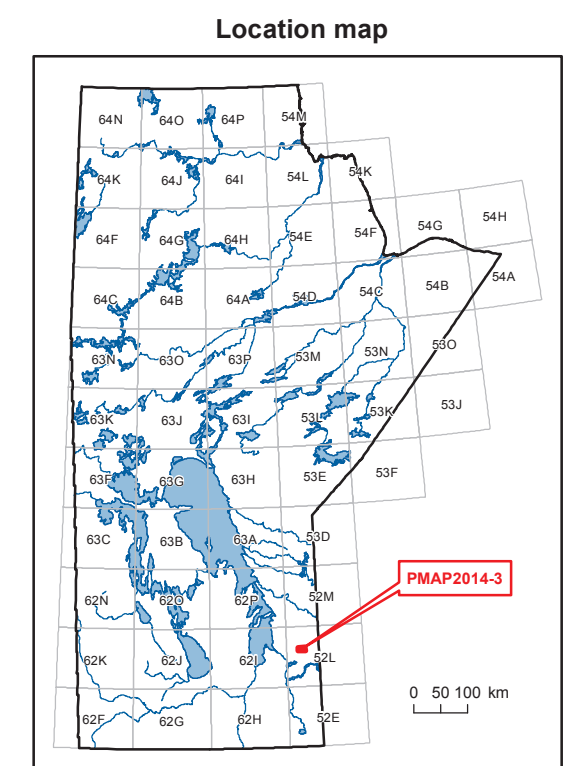 Location map
64N 64O 64P 54M
64K 64J 64I 54L 54K
64F 64G 64H 54E 54F 54G 54H
64C 64B 64A 54D 54C 54B 54A
63N 63O 63P 53M 53N 53O
63K 63J 63I 53L 53K 53J
63F 63G 63H 53E 53F
63C 63B 63A 53D
PMAP2014-3
62N 62O 62P 52M
62K 62J 62I 52L
0 50 100 km
62F 62G 62H 52E